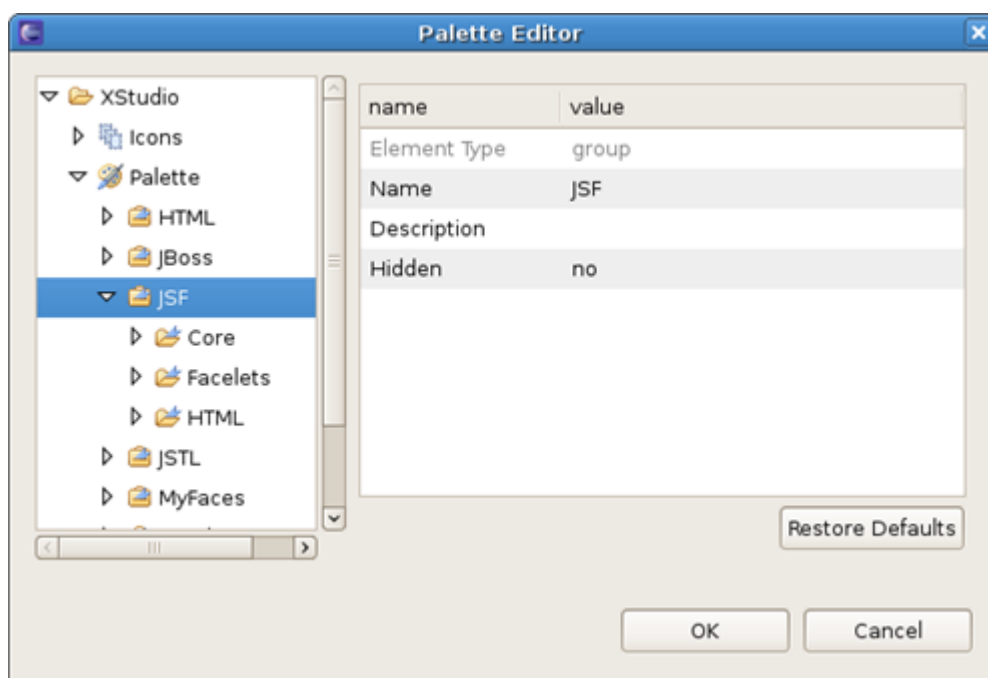 Palette Editor
XStudio
Icons
Palette
HTML
JBoss
JSF
Core
Facelets
HTML
JSTL
MyFaces
name value
Element Type group
Name JSF
Description
Hidden no
Restore Defaults
OK Cancel